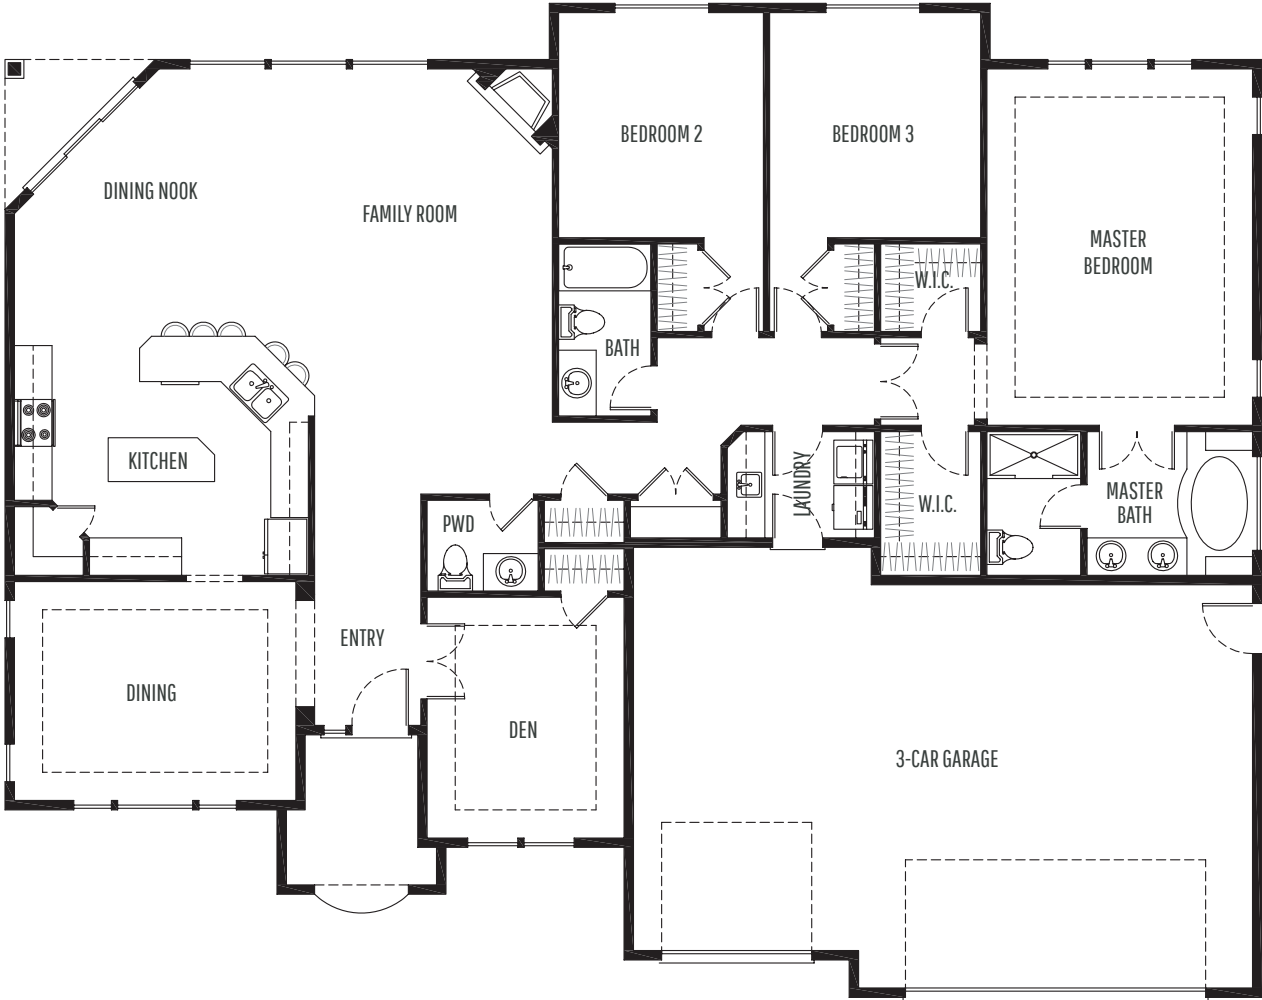 BEDROOM 2
BEDROOM 3
DINING NOOK
FAMILY ROOM
MASTER
BEDROOM
W.I.C.
BATH
KITCHEN
LAUNDRY
W.I.C.
MASTER
BATH
PWD
ENTRY
DINING
DEN
3-CAR GARAGE